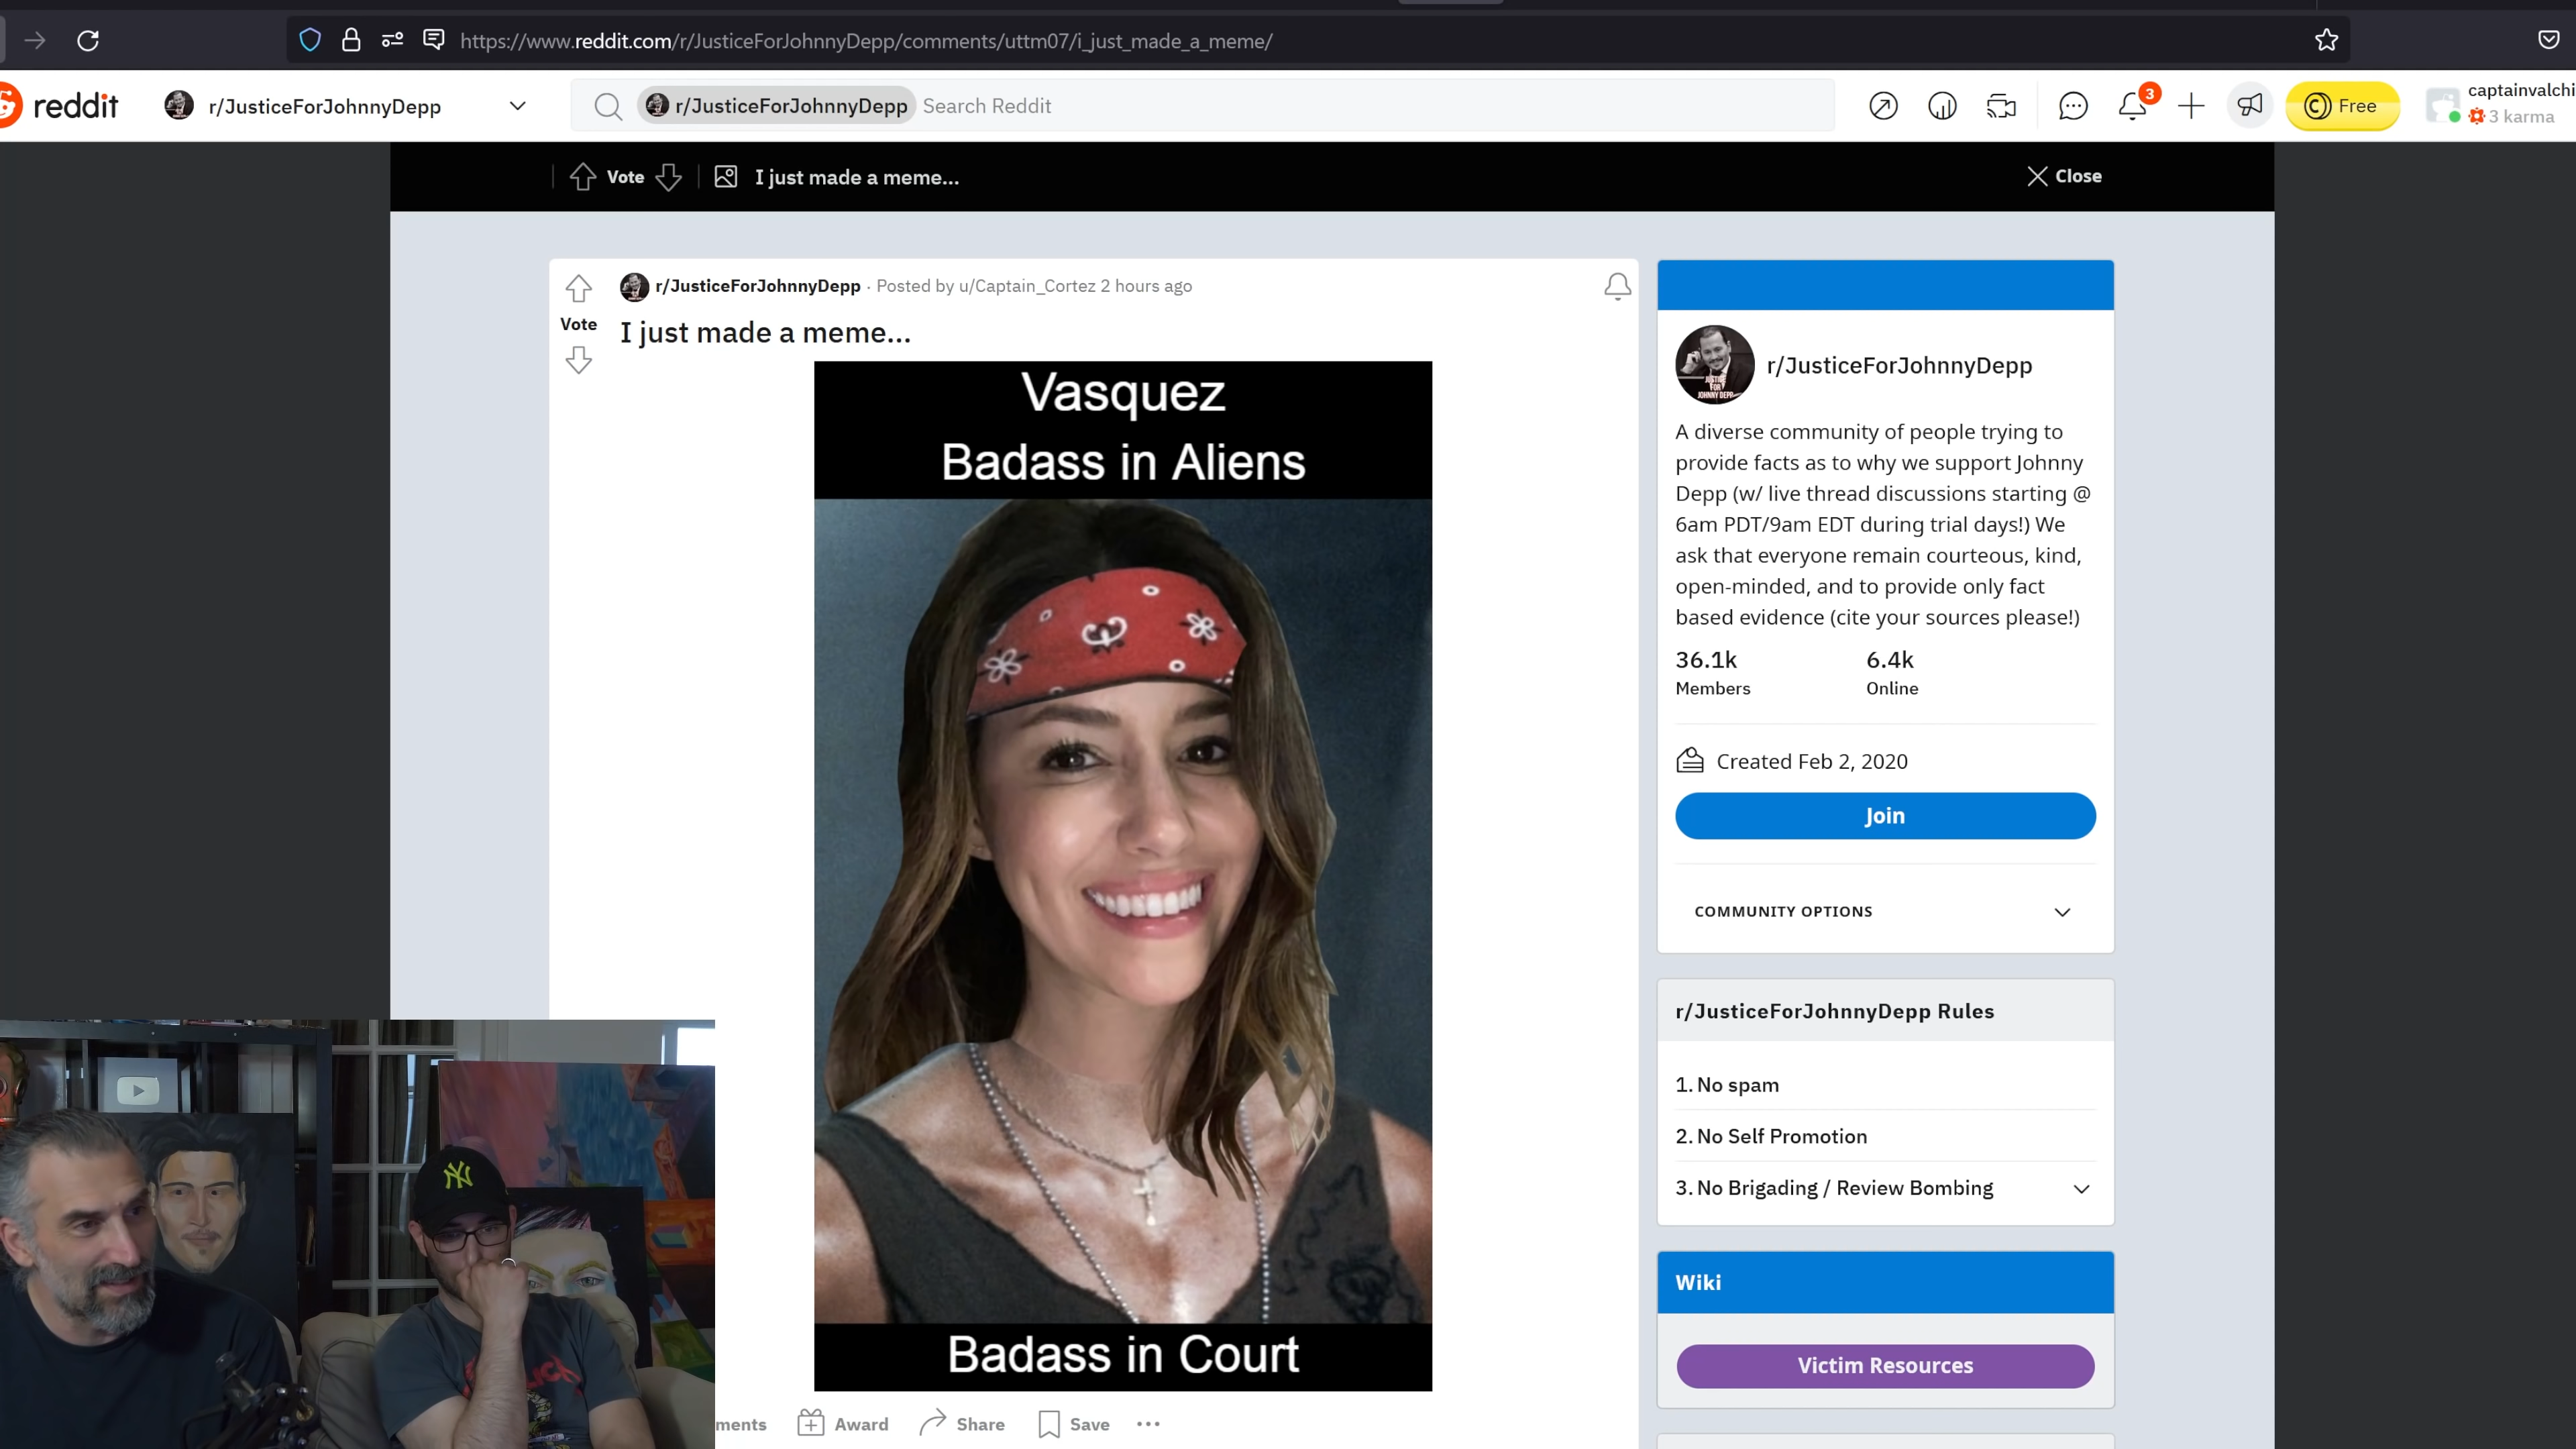 https://www.reddit.com/r/JusticeForJohnnyDepp/comments/uttm07/i_just_made_a_meme/
reddit
r/JusticeForJohnnyDepp
r/JusticeForJohnnyDepp Search Reddit
3
Free
captainvalchi
3 karma
Vote
I just made a meme...
Close
r/JusticeForJohnnyDepp · Posted by u/Captain_Cortez 2 hours ago
Vote
I just made a meme...
Vasquez
Badass in Aliens
Badass in Court
ments
Award
Share
Save
JUSTICE
FOR
JOHNNY DEPP
r/JusticeForJohnnyDepp
A diverse community of people trying to
provide facts as to why we support Johnny
Depp (w/ live thread discussions starting @
6am PDT/9am EDT during trial days!) We
ask that everyone remain courteous, kind,
open-minded, and to provide only fact
based evidence (cite your sources please!)
36.1k
Members
6.4k
Online
Created Feb 2, 2020
Join
COMMUNITY OPTIONS
r/JusticeForJohnnyDepp Rules
1. No spam
2. No Self Promotion
3. No Brigading / Review Bombing
Wiki
Victim Resources
NY